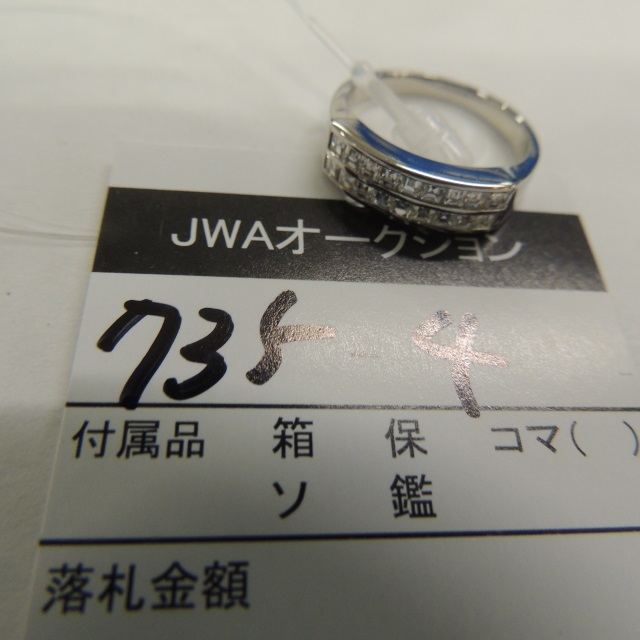 JWAオークション
735-4
付属品 箱 保 コマ( )
ソ 鑑
落札金額